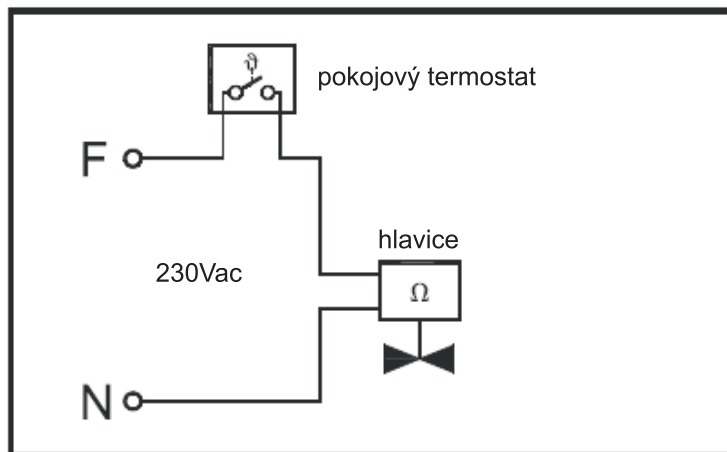 ϑ
pokojový termostat
F
hlavice
230Vac
Ω
N